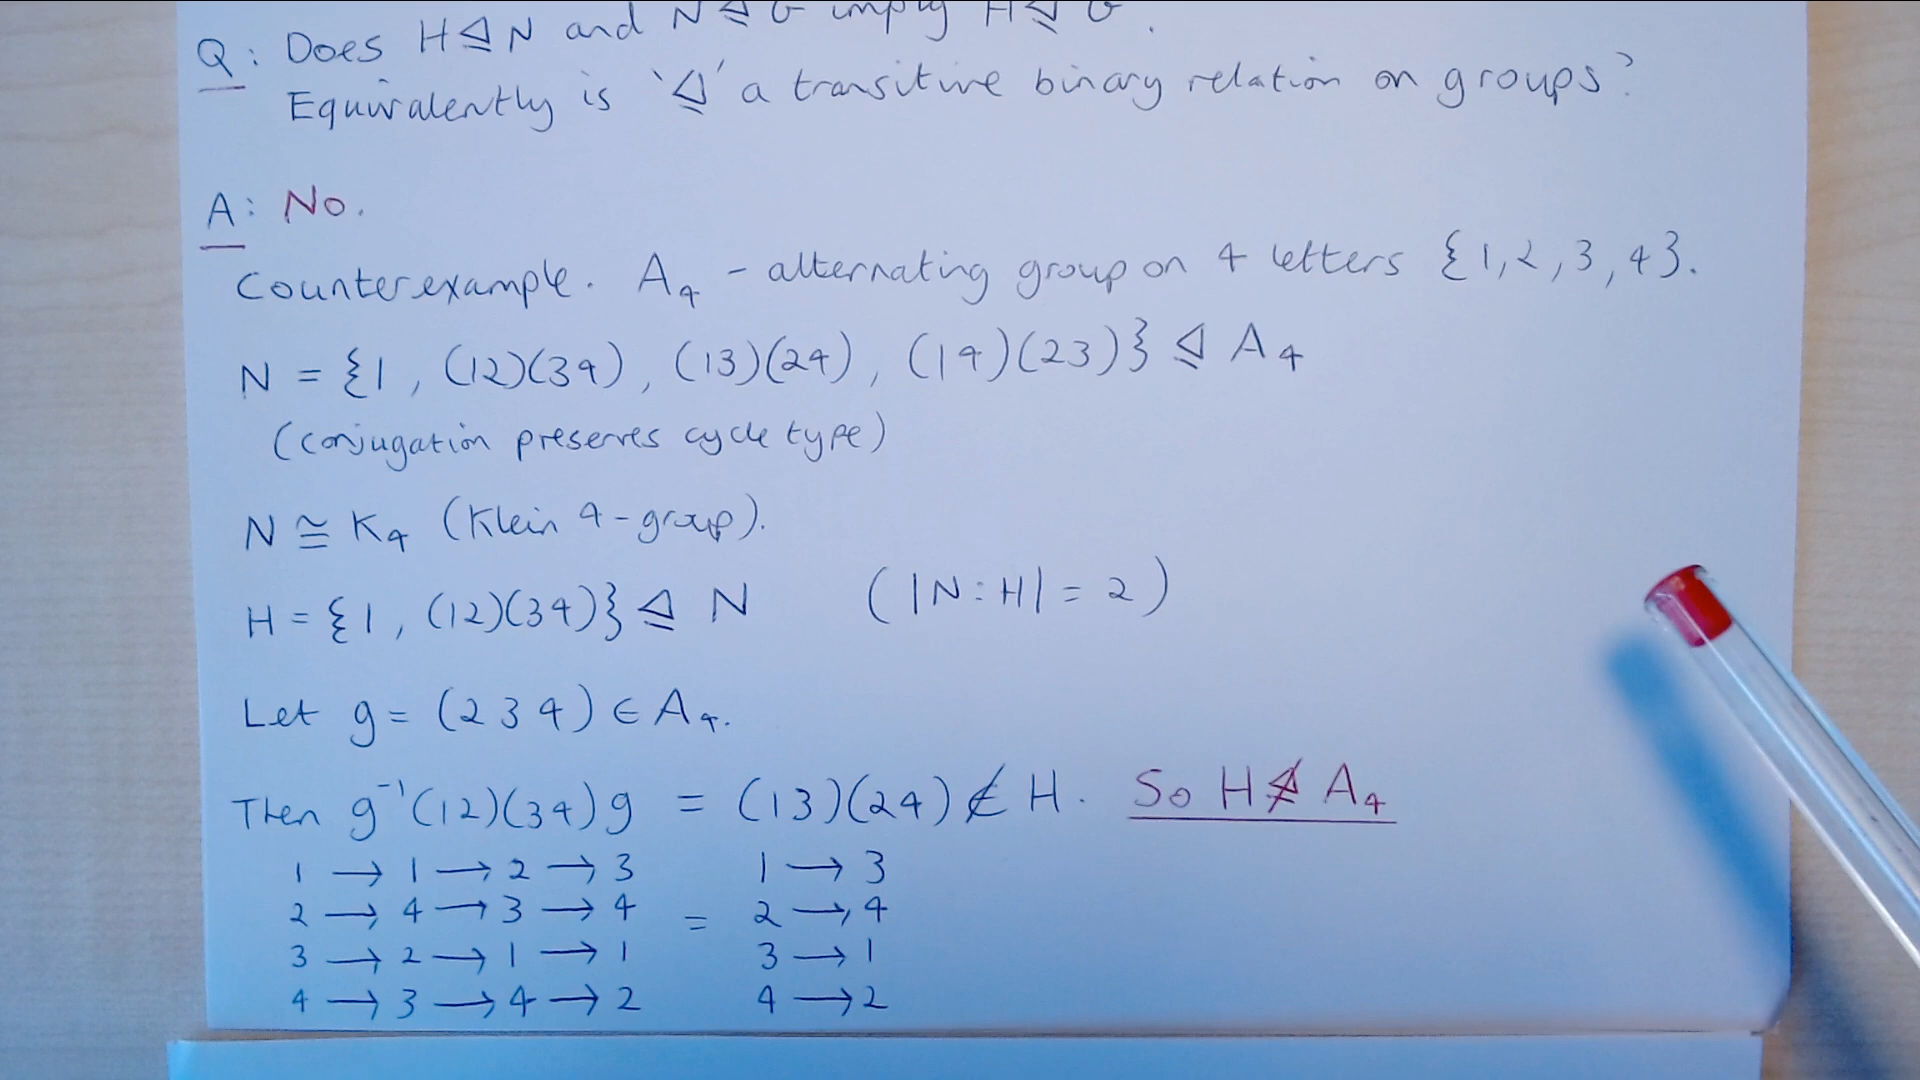 Q: Does H⊴N and N⊴G imply H⊴G.
Equivalently is '⊴' a transitive binary relation on groups?
A: No.
Counterexample. A₄ - alternating group on 4 letters {1,2,3,4}.
N = {1, (12)(34), (13)(24), (14)(23)} ⊴ A₄
(conjugation preserves cycle type)
N ≅ K₄ (Klein 4-group).
H = {1, (12)(34)} ⊴ N (|N:H| = 2)
Let g = (234) ∈ A₄.
Then g⁻¹(12)(34)g = (13)(24) ∉ H. So H ⋬ A₄
1 → 1 → 2 → 3 1 → 3
2 → 4 → 3 → 4 = 2 → 4
3 → 2 → 1 → 1 3 → 1
4 → 3 → 4 → 2 4 → 2